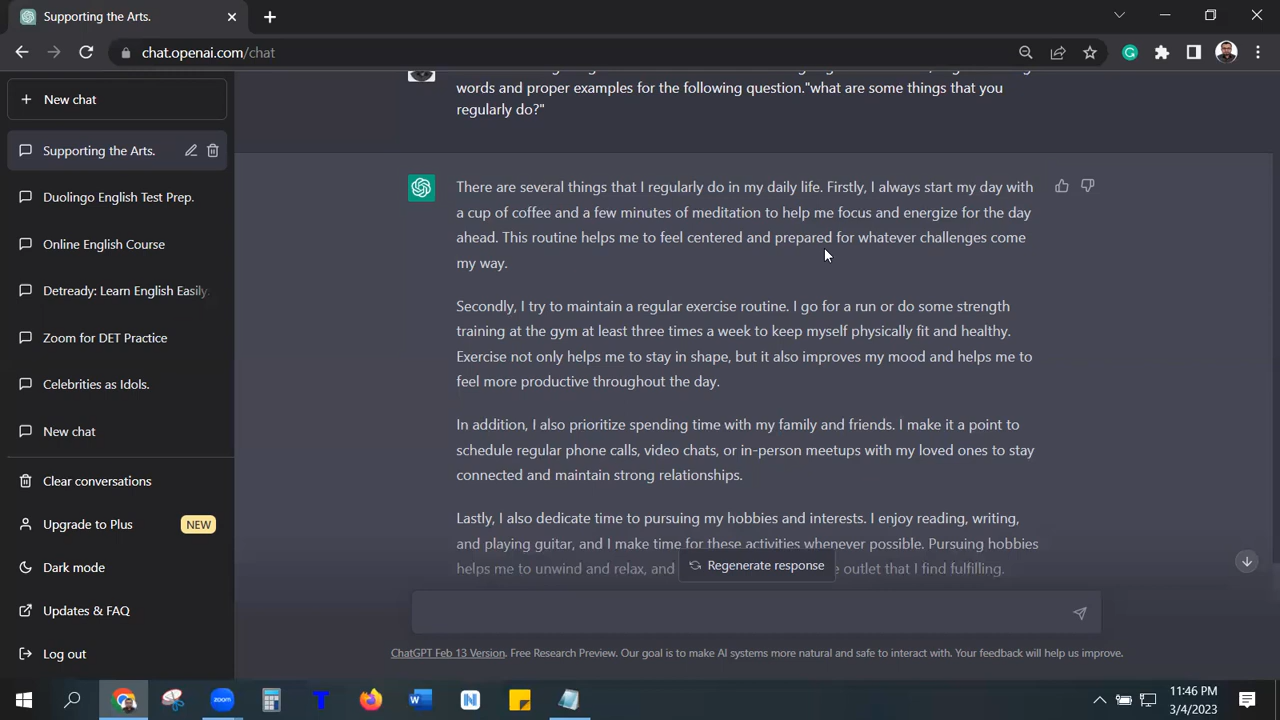 Supporting the Arts.
chat.openai.com/chat
New chat
Supporting the Arts.
Duolingo English Test Prep.
Online English Course
Detready: Learn English Easily
Zoom for DET Practice
Celebrities as Idols.
New chat
Clear conversations
Upgrade to Plus NEW
Dark mode
Updates & FAQ
Log out
words and proper examples for the following question."what are some things that you
regularly do?"
There are several things that I regularly do in my daily life. Firstly, I always start my day with
a cup of coffee and a few minutes of meditation to help me focus and energize for the day
ahead. This routine helps me to feel centered and prepared for whatever challenges come
my way.
Secondly, I try to maintain a regular exercise routine. I go for a run or do some strength
training at the gym at least three times a week to keep myself physically fit and healthy.
Exercise not only helps me to stay in shape, but it also improves my mood and helps me to
feel more productive throughout the day.
In addition, I also prioritize spending time with my family and friends. I make it a point to
schedule regular phone calls, video chats, or in-person meetups with my loved ones to stay
connected and maintain strong relationships.
Lastly, I also dedicate time to pursuing my hobbies and interests. I enjoy reading, writing,
and playing guitar, and I make time for these activities whenever possible. Pursuing hobbies
helps me to unwind and relax, and outlet that I find fulfilling.
Regenerate response
ChatGPT Feb 13 Version. Free Research Preview. Our goal is to make AI systems more natural and safe to interact with. Your feedback will help us improve.
zoom
11:46 PM
3/4/2023